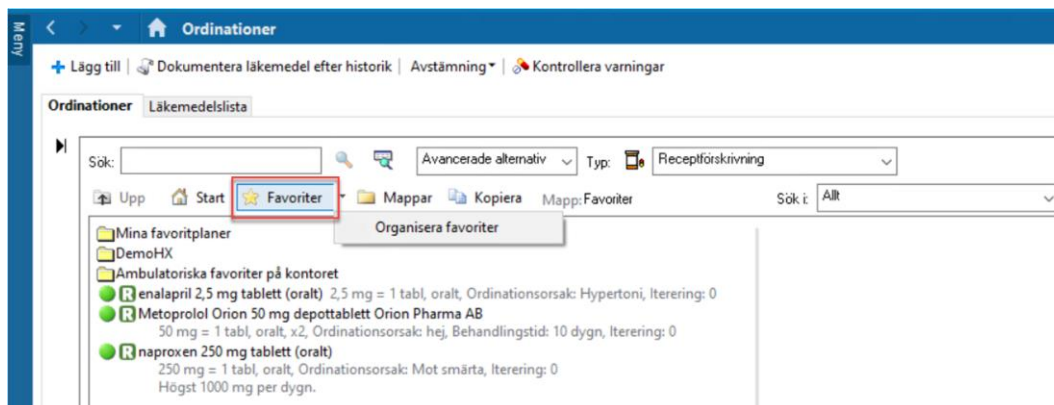 Meny
Ordinationer
Lägg till | Dokumentera läkemedel efter historik | Avstämning | Kontrollera varningar
Ordinationer Läkemedelslista
Sök: Avancerade alternativ Typ: Receptförskrivning
Upp Start Favoriter Mappar Kopiera Mapp: Favoriter Sök i: Allt
Organisera favoriter
Mina favoritplaner
DemoHX
Ambulatoriska favoriter på kontoret
R enalapril 2,5 mg tablett (oralt) 2,5 mg = 1 tabl, oralt, Ordinationsorsak: Hypertoni, Iterering: 0
R Metoprolol Orion 50 mg depottablett Orion Pharma AB
50 mg = 1 tabl, oralt, x2, Ordinationsorsak: hej, Behandlingstid: 10 dygn, Iterering: 0
R naproxen 250 mg tablett (oralt)
250 mg = 1 tabl, oralt, Ordinationsorsak: Mot smärta, Iterering: 0
Högst 1000 mg per dygn.